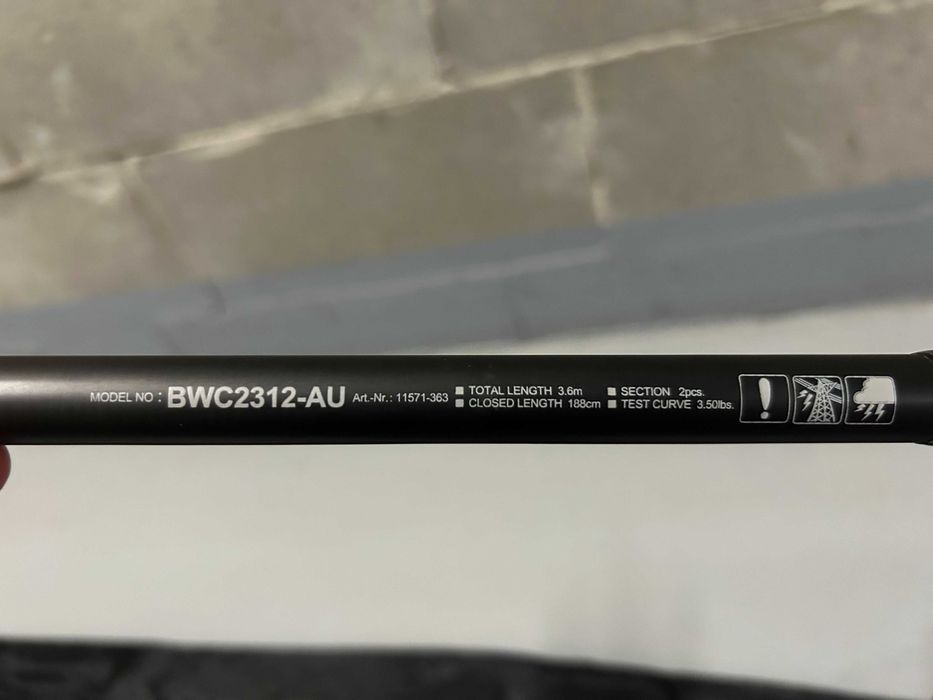 MODEL NO : BWC2312-AU Art.-Nr.: 11571-363
■ TOTAL LENGTH 3.6m ■ SECTION 2pcs.
■ CLOSED LENGTH 188cm ■ TEST CURVE 3.50lbs.